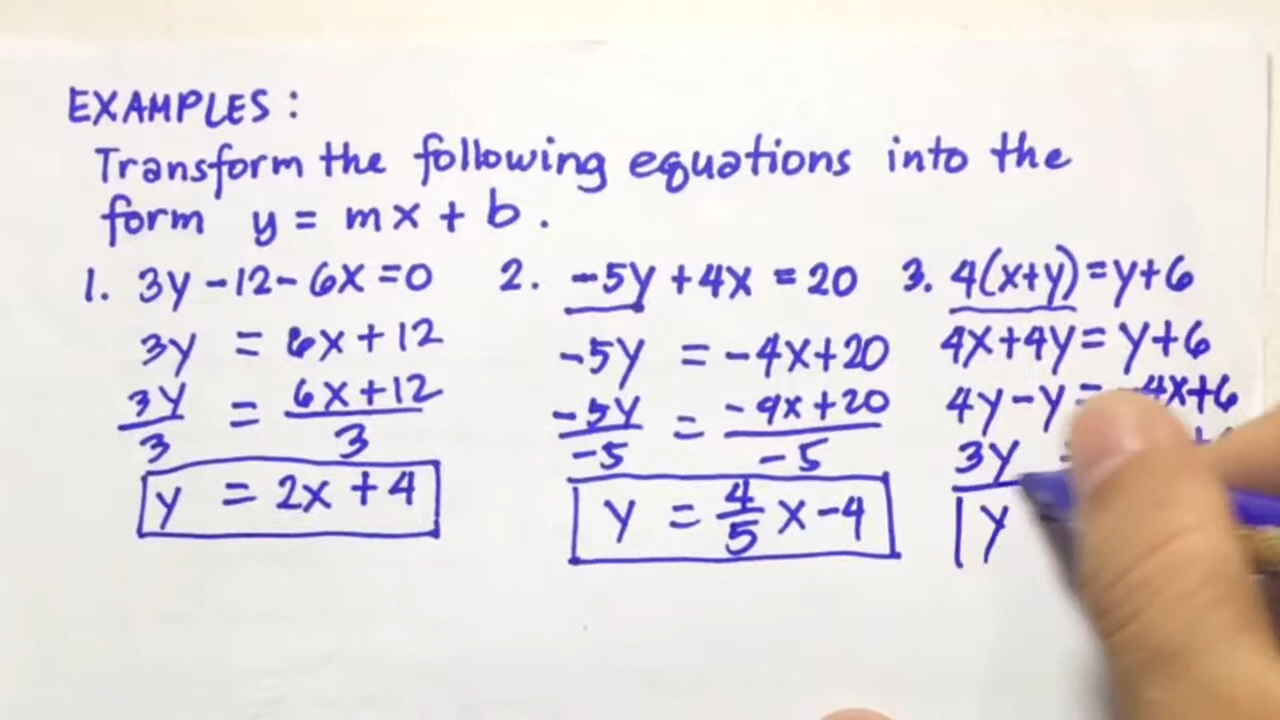 EXAMPLES:
Transform the following equations into the
form y = mx + b.
1. 3y - 12 - 6x = 0
3y = 6x + 12
3y/3 = 6x + 12/3
y = 2x + 4
2. -5y + 4x = 20
-5y = -4x + 20
-5y/-5 = -4x + 20/-5
y = 4/5 x - 4
3. 4(x+y) = y + 6
4x + 4y = y + 6
4y - y = -4x + 6
3y
y